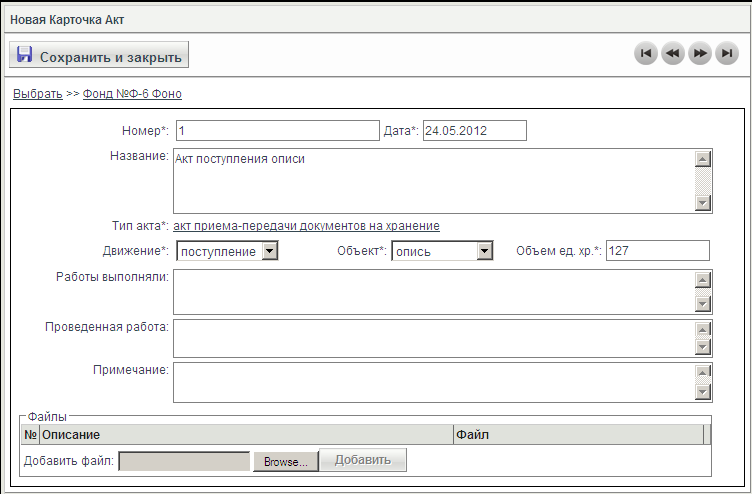 Новая Карточка Акт
Сохранить и закрыть
Выбрать >> Фонд №Ф-6 Фоно
Номер*: 1 Дата*: 24.05.2012
Название: Акт поступления описи
Тип акта*: акт приема-передачи документов на хранение
Движение*: поступление Объект*: опись Объем ед. хр.*: 127
Работы выполняли:
Проведенная работа:
Примечание:
Файлы
№ Описание Файл
Добавить файл: Browse... Добавить